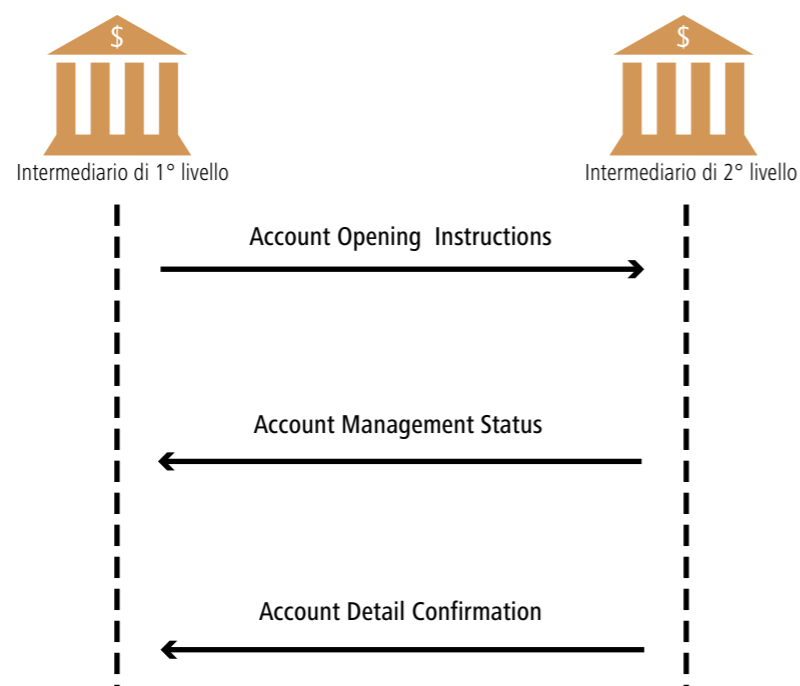 $ $
Intermediario di 1° livello Intermediario di 2° livello
Account Opening Instructions
Account Management Status
Account Detail Confirmation